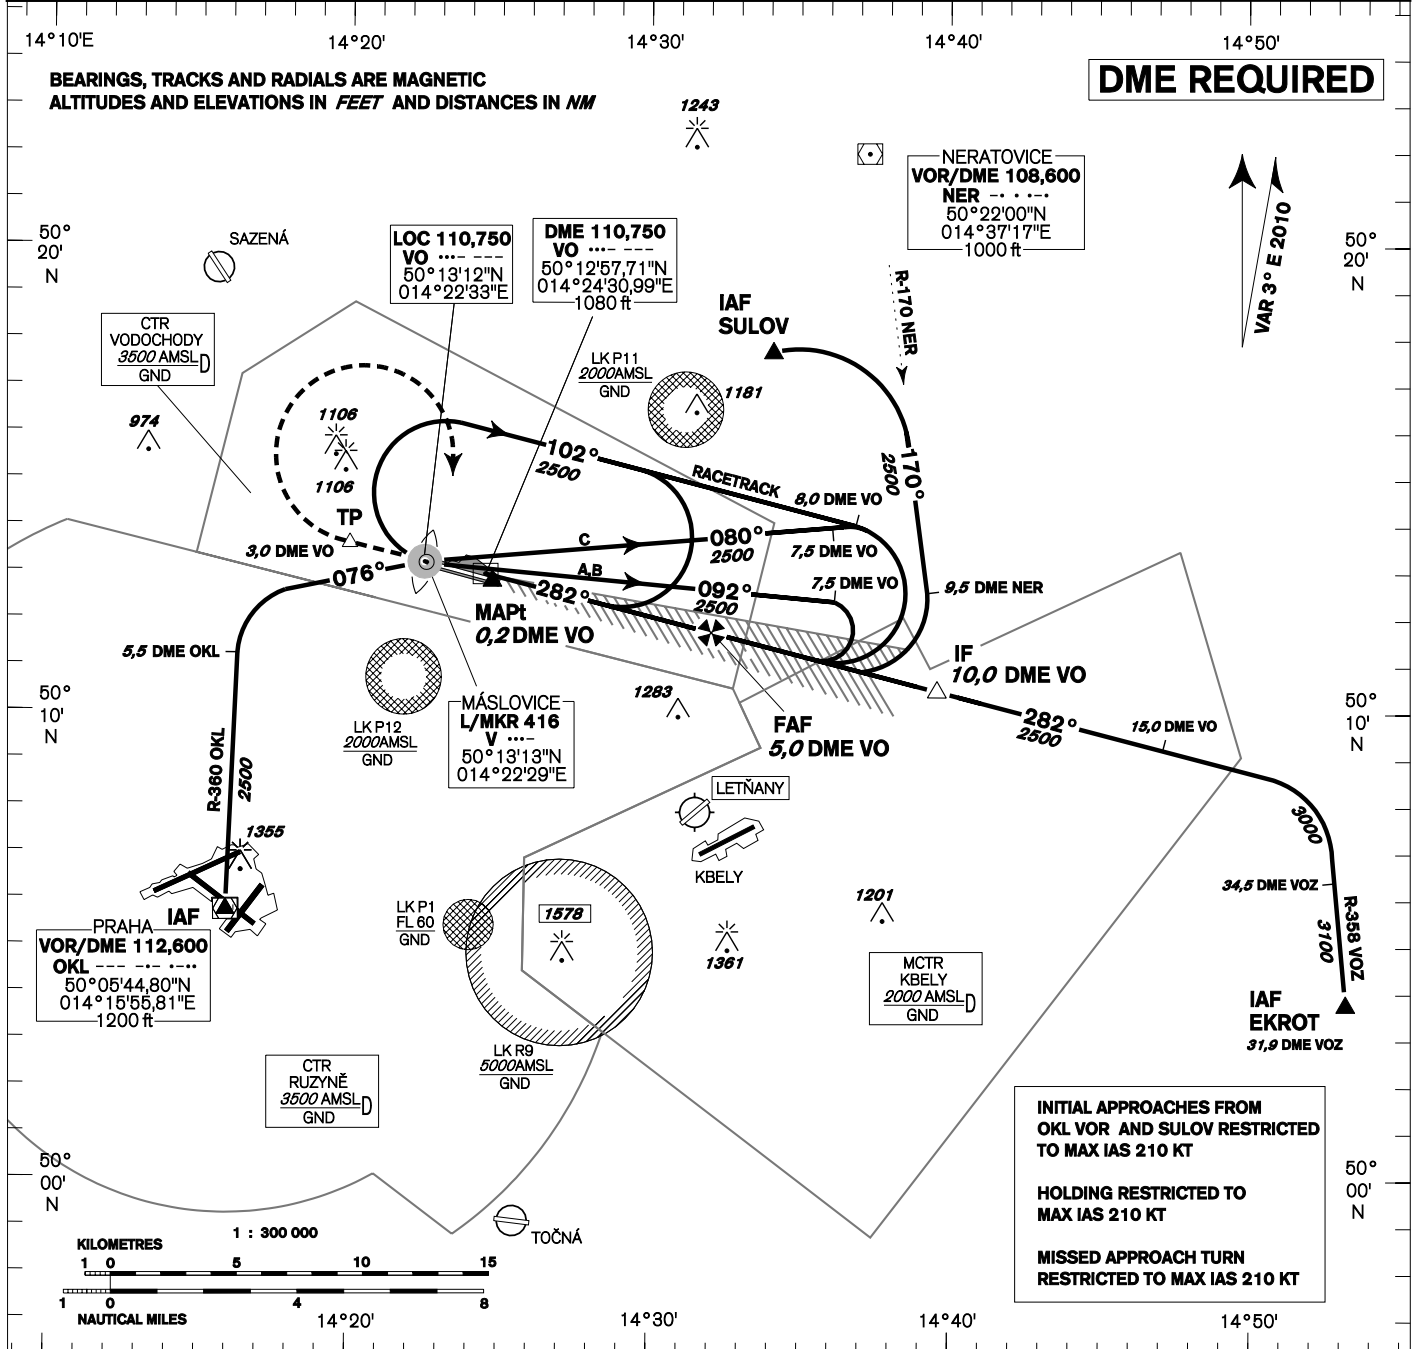 14°10'E
14°20'
14°30'
14°40'
14°50'
BEARINGS, TRACKS AND RADIALS ARE MAGNETIC
ALTITUDES AND ELEVATIONS IN FEET AND DISTANCES IN NM
DME REQUIRED
1243
NERATOVICE
VOR/DME 108,600
NER –· · ·–·
50°22'00"N
014°37'17"E
1000 ft
VAR 3° E 2010
50°
20'
N
50°
20'
N
SAZENÁ
LOC 110,750
VO ···– –––
50°13'12"N
014°22'33"E
DME 110,750
VO ···– –––
50°12'57,71"N
014°24'30,99"E
1080 ft
R-170 NER
IAF
SULOV
CTR
VODOCHODY
3500 AMSL D
GND
LK P11
2000AMSL
GND
1181
974
1106
1106
102°
2500
RACETRACK
170°
2500
8,0 DME VO
TP
3,0 DME VO
C
080°
2500
7,5 DME VO
076°
A,B
092°
2500
7,5 DME VO
282°
9,5 DME NER
MAPt
0,2 DME VO
5,5 DME OKL
IF
10,0 DME VO
50°
10'
N
50°
10'
N
1283
MÁSLOVICE
L/MKR 416
V ···–
50°13'13"N
014°22'29"E
LK P12
2000AMSL
GND
FAF
5,0 DME VO
282°
2500
15,0 DME VO
R-360 OKL
2500
LETŇANY
3000
1355
KBELY
34,5 DME VOZ
1201
R-358 VOZ
3100
IAF
LK P1
FL 60
GND
1578
1361
PRAHA
VOR/DME 112,600
OKL ––– –·– ·–··
50°05'44,80"N
014°15'55,81"E
1200 ft
MCTR
KBELY
2000 AMSL D
GND
IAF
EKROT
31,9 DME VOZ
LK R9
5000AMSL
GND
CTR
RUZYNĚ
3500 AMSL D
GND
INITIAL APPROACHES FROM
OKL VOR AND SULOV RESTRICTED
TO MAX IAS 210 KT
HOLDING RESTRICTED TO
MAX IAS 210 KT
MISSED APPROACH TURN
RESTRICTED TO MAX IAS 210 KT
50°
00'
N
50°
00'
N
TOČNÁ
1 : 300 000
KILOMETRES
1 0 5 10 15
1 0 4 8
NAUTICAL MILES
14°20'
14°30'
14°40'
14°50'